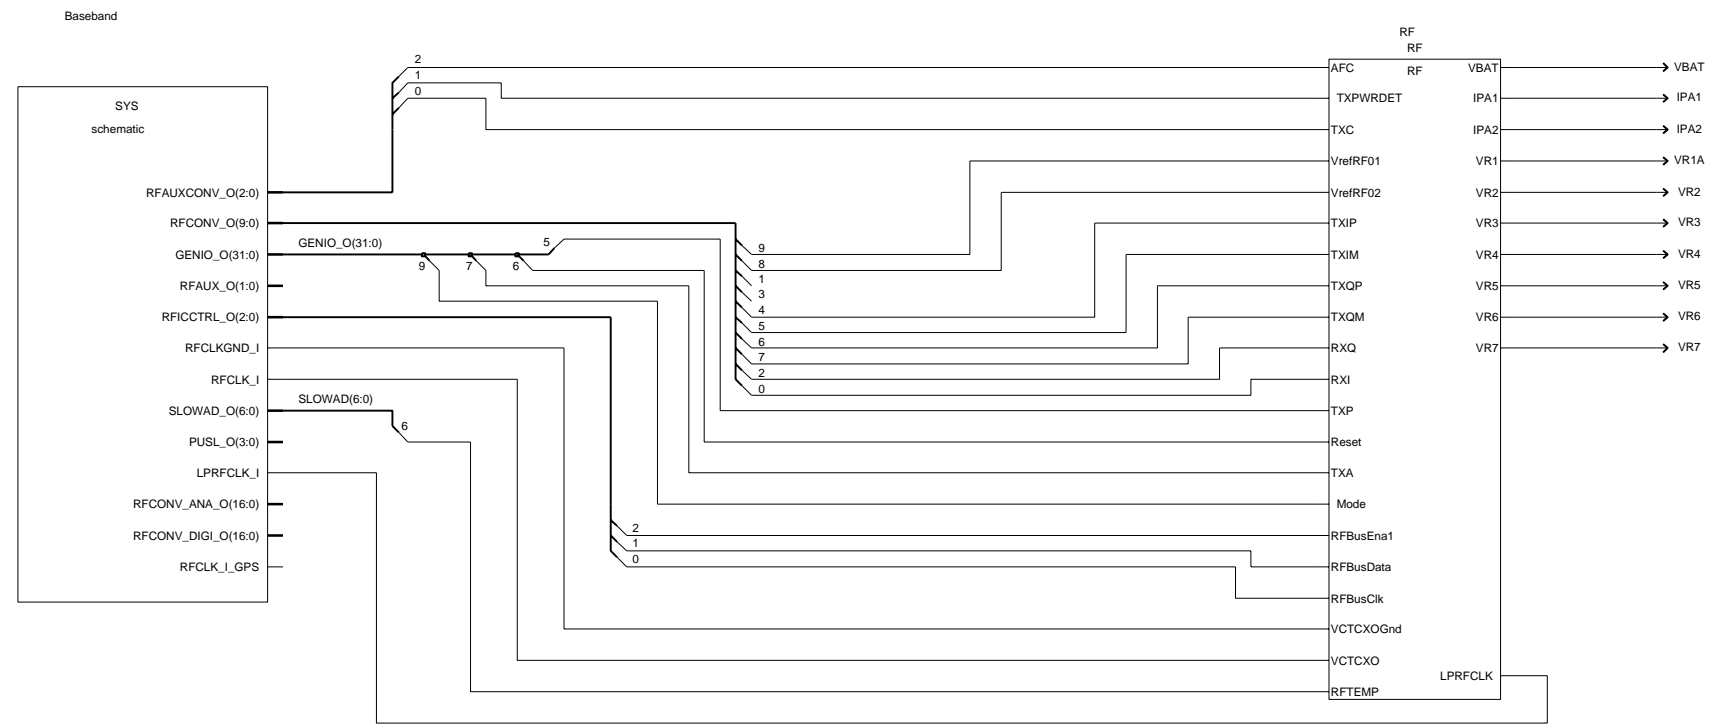 Baseband
SYS
schematic
RFAUXCONV_O(2:0)
RFCONV_O(9:0)
GENIO_O(31:0)
RFAUX_O(1:0)
RFICCTRL_O(2:0)
RFCLKGND_I
RFCLK_I
SLOWAD_O(6:0)
PUSL_O(3:0)
LPRFCLK_I
RFCONV_ANA_O(16:0)
RFCONV_DIGI_O(16:0)
RFCLK_I_GPS
2
1
0
GENIO_O(31:0)
9
7
6
5
SLOWAD(6:0)
6
9
8
1
3
4
5
6
7
2
0
2
1
0
RF
RF
RF
AFC
TXPWRDET
TXC
VrefRF01
VrefRF02
TXIP
TXIM
TXQP
TXQM
RXQ
RXI
TXP
Reset
TXA
Mode
RFBusEna1
RFBusData
RFBusClk
VCTCXOGnd
VCTCXO
RFTEMP
VBAT
IPA1
IPA2
VR1
VR2
VR3
VR4
VR5
VR6
VR7
LPRFCLK
VBAT
IPA1
IPA2
VR1A
VR2
VR3
VR4
VR5
VR6
VR7